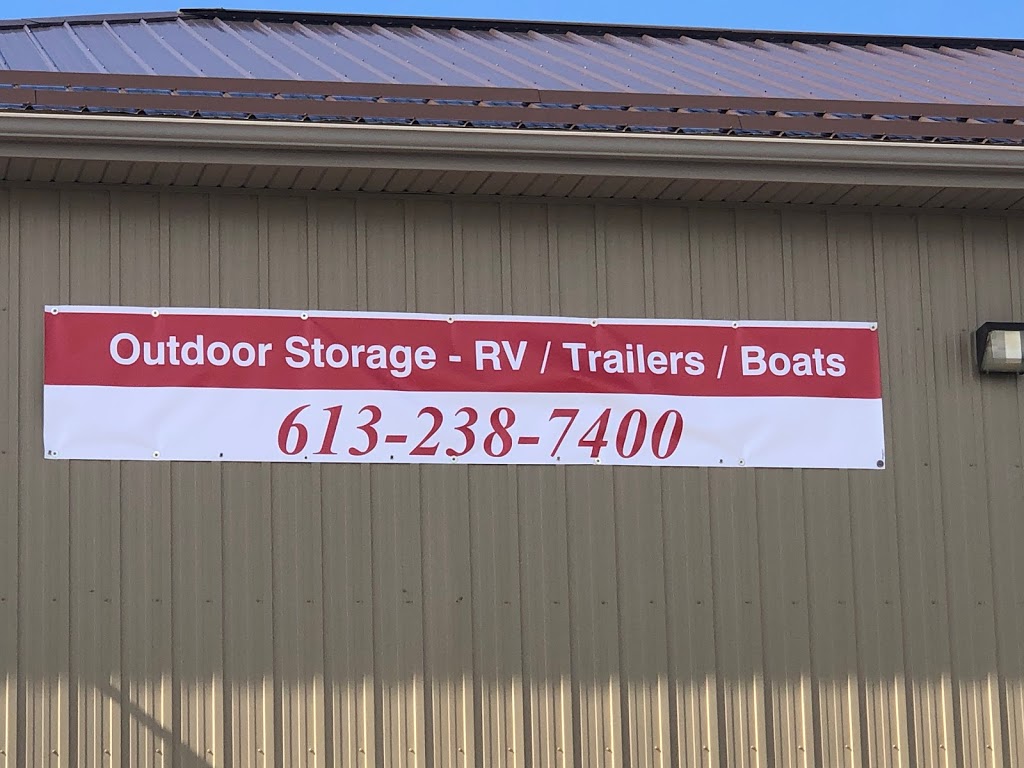 Outdoor Storage - RV / Trailers / Boats
613-238-7400